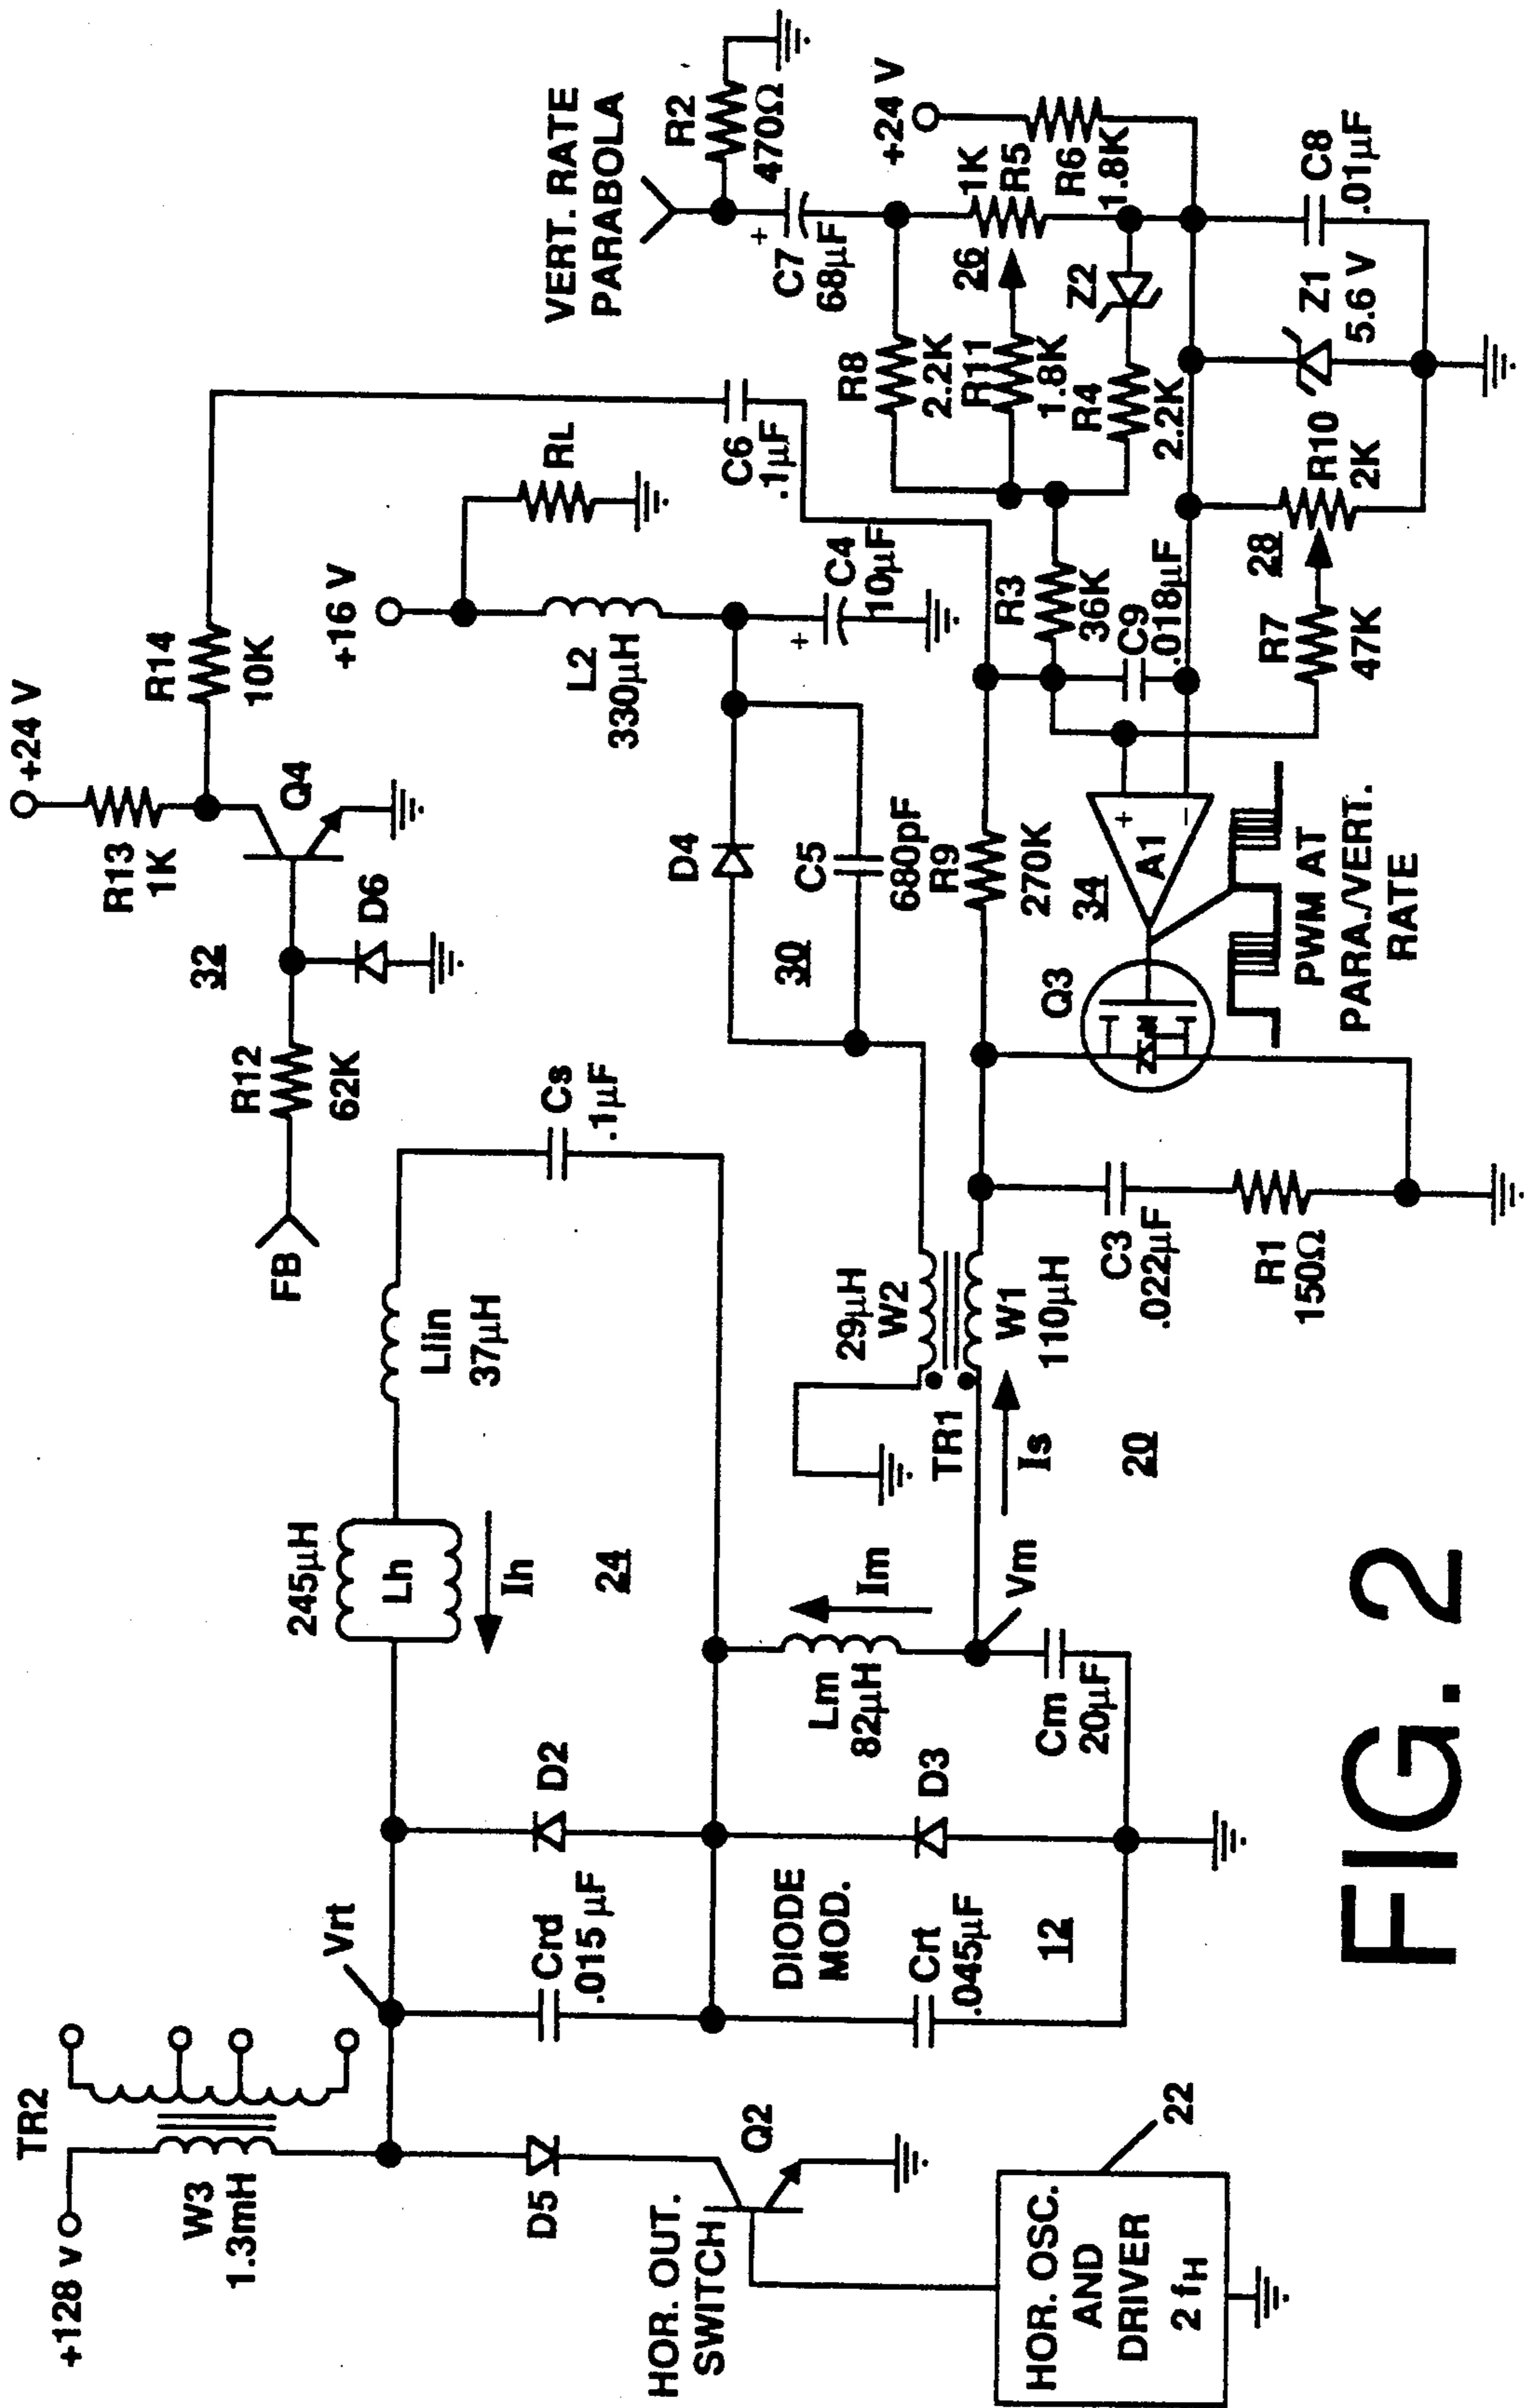 +128 v
W3
1.3mH
TR2
Vrt
D5
HOR. OUT.
SWITCH
Q2
HOR. OSC.
AND
DRIVER
2 fH
22
Crd
.015 µF
D2
DIODE
MOD.
Crt
.045µF
12
D3
245µH
Lh
Ih
24
Llin
37µH
Cs
.1µF
Lm
82µH
Im
Vm
Cm
20µF
FB
R12
62K
32
D6
Q4
R13
1K
+24 V
R14
10K
29µH
W2
TR1
W1
110µH
Is
20
C3
.022µF
R1
150Ω
D4
30
C5
680pF
+16 V
L2
330µH
RL
C4
10µF
C6
.1µF
R9
270K
34
A1
+
−
Q3
PWM AT
PARA./VERT.
RATE
VERT. RATE
PARABOLA
R2
470Ω
+
C7
68µF
+24 V
R8
2.2K
26
1K
R5
R6
1.8K
R11
1.8K
R4
2.2K
Z2
R3
36K
C9
.018µF
28
R10
2K
R7
47K
Z1
5.6 V
C8
.01µF
+
FIG. 2